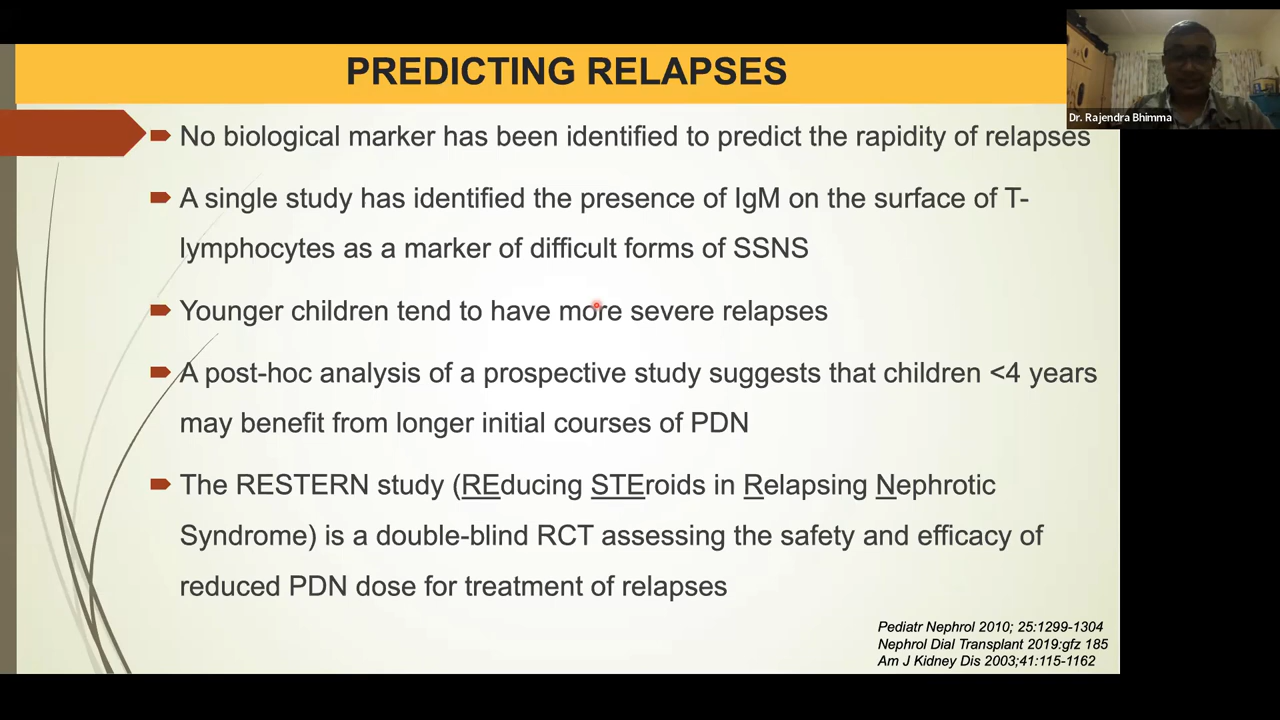 PREDICTING RELAPSES
Dr. Rajendra Bhimma
No biological marker has been identified to predict the rapidity of relapses
A single study has identified the presence of IgM on the surface of T-
lymphocytes as a marker of difficult forms of SSNS
Younger children tend to have more severe relapses
A post-hoc analysis of a prospective study suggests that children <4 years
may benefit from longer initial courses of PDN
The RESTERN study (REducing STEroids in Relapsing Nephrotic
Syndrome) is a double-blind RCT assessing the safety and efficacy of
reduced PDN dose for treatment of relapses
Pediatr Nephrol 2010; 25:1299-1304
Nephrol Dial Transplant 2019:gfz 185
Am J Kidney Dis 2003;41:115-1162